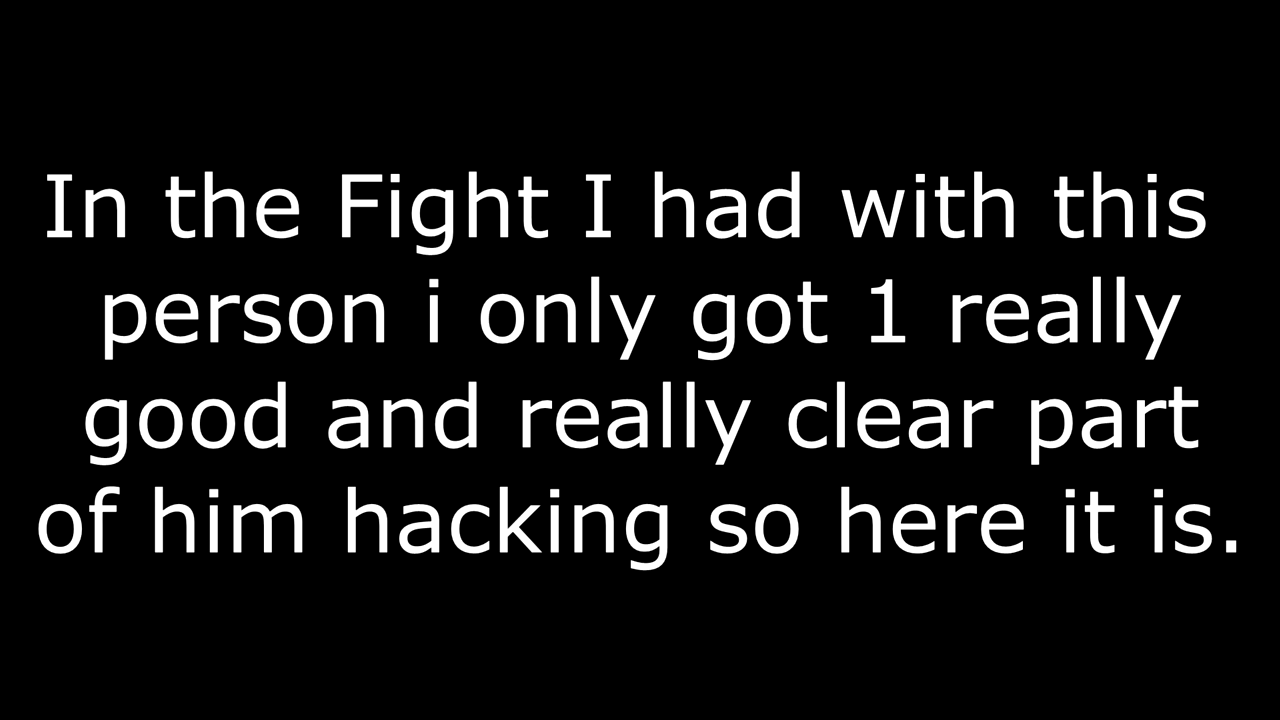 In the Fight I had with this
person i only got 1 really
good and really clear part
of him hacking so here it is.